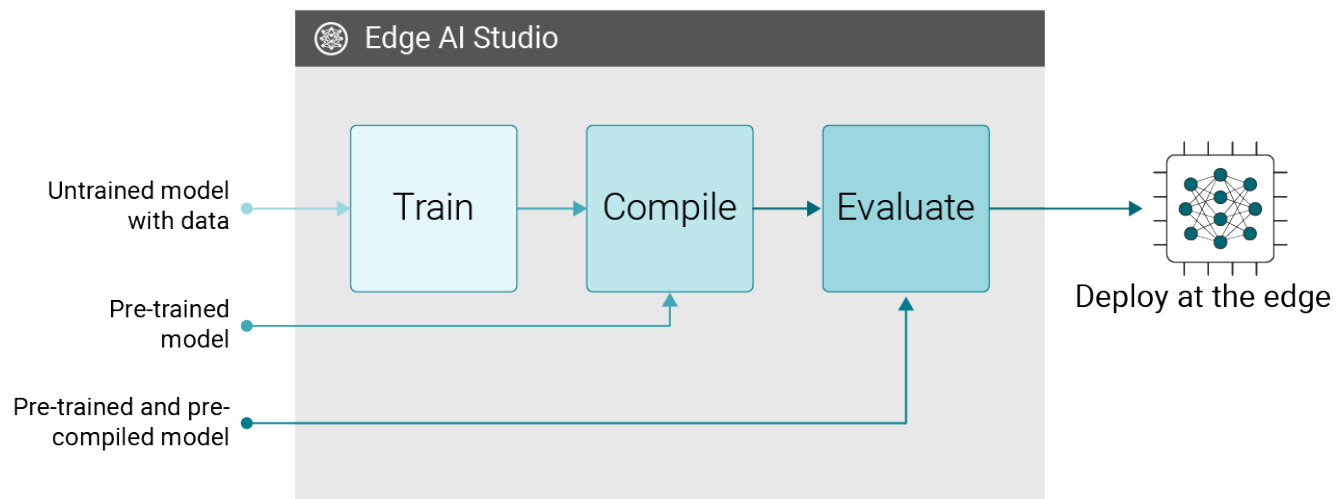 Edge AI Studio
Untrained model
with data
Train
Compile
Evaluate
Deploy at the edge
Pre-trained
model
Pre-trained and pre-
compiled model